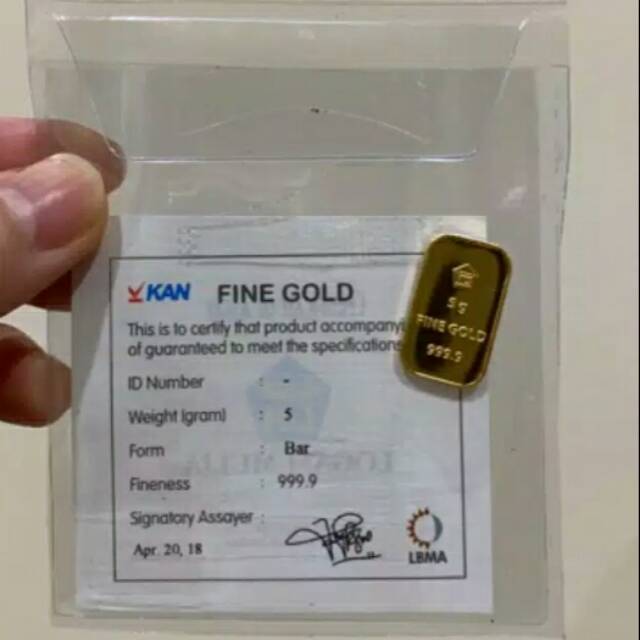 KAN FINE GOLD
This is to certify that product accompany
of guaranteed to meet the specifications
ID Number : -
Weight (gram) : 5
Form : Bar
Fineness : 999.9
Signatory Assayer :
Apr. 20, 18
LBMA
5 g
FINE GOLD
999.9